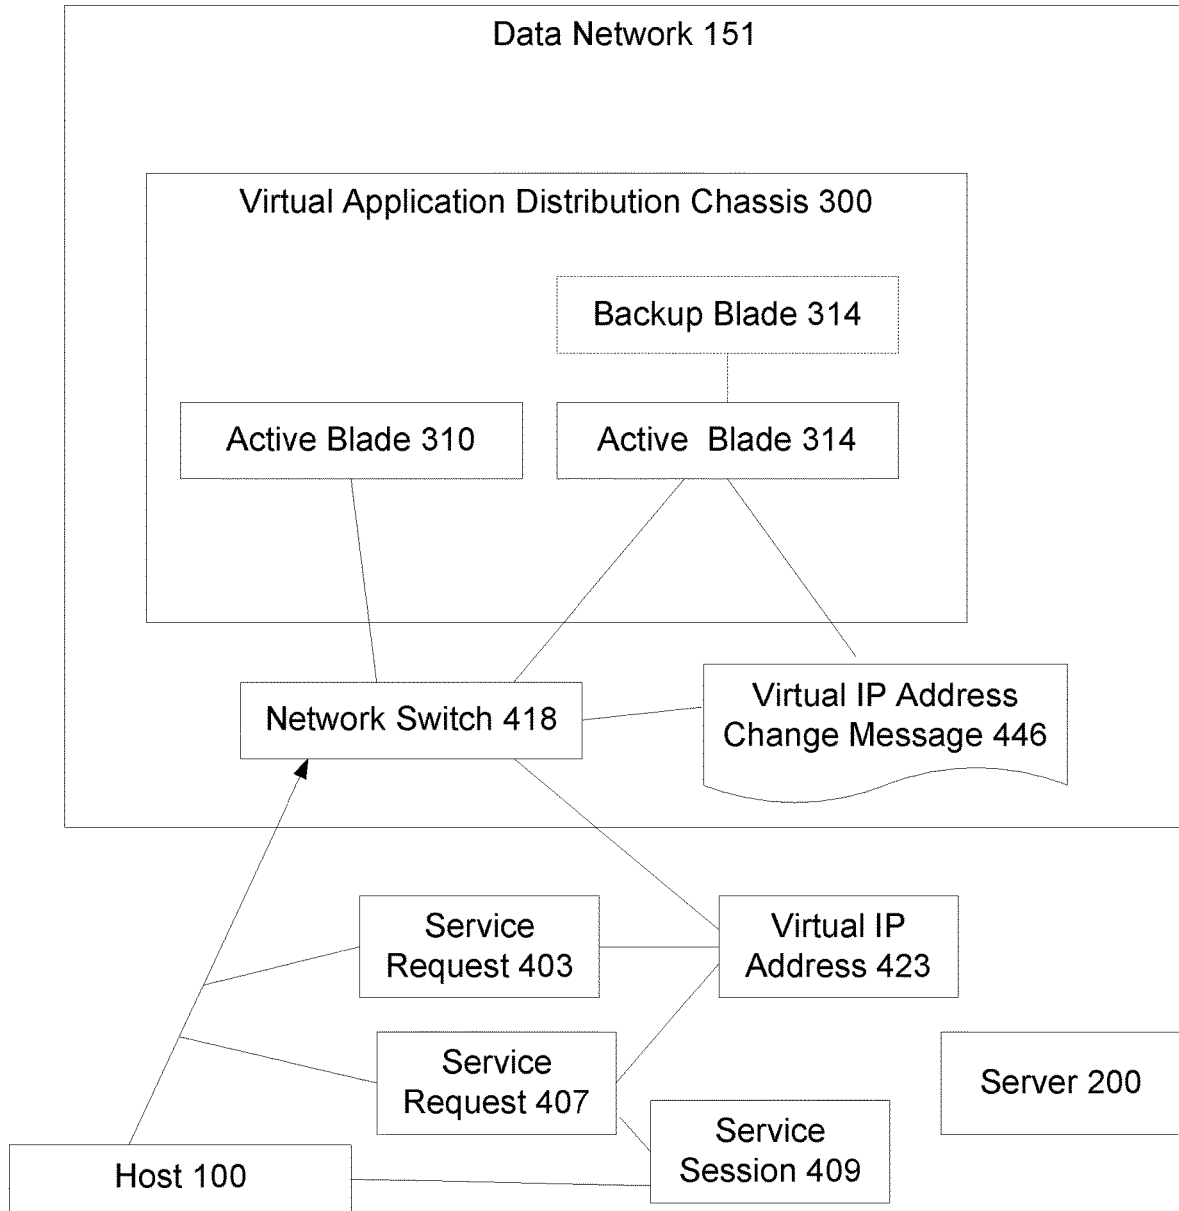 Data Network 151
Virtual Application Distribution Chassis 300
Backup Blade 314
Active Blade 310
Active  Blade 314
Network Switch 418
Virtual IP Address
Change Message 446
Service
Request 403
Virtual IP
Address 423
Service
Request 407
Server 200
Service
Session 409
Host 100